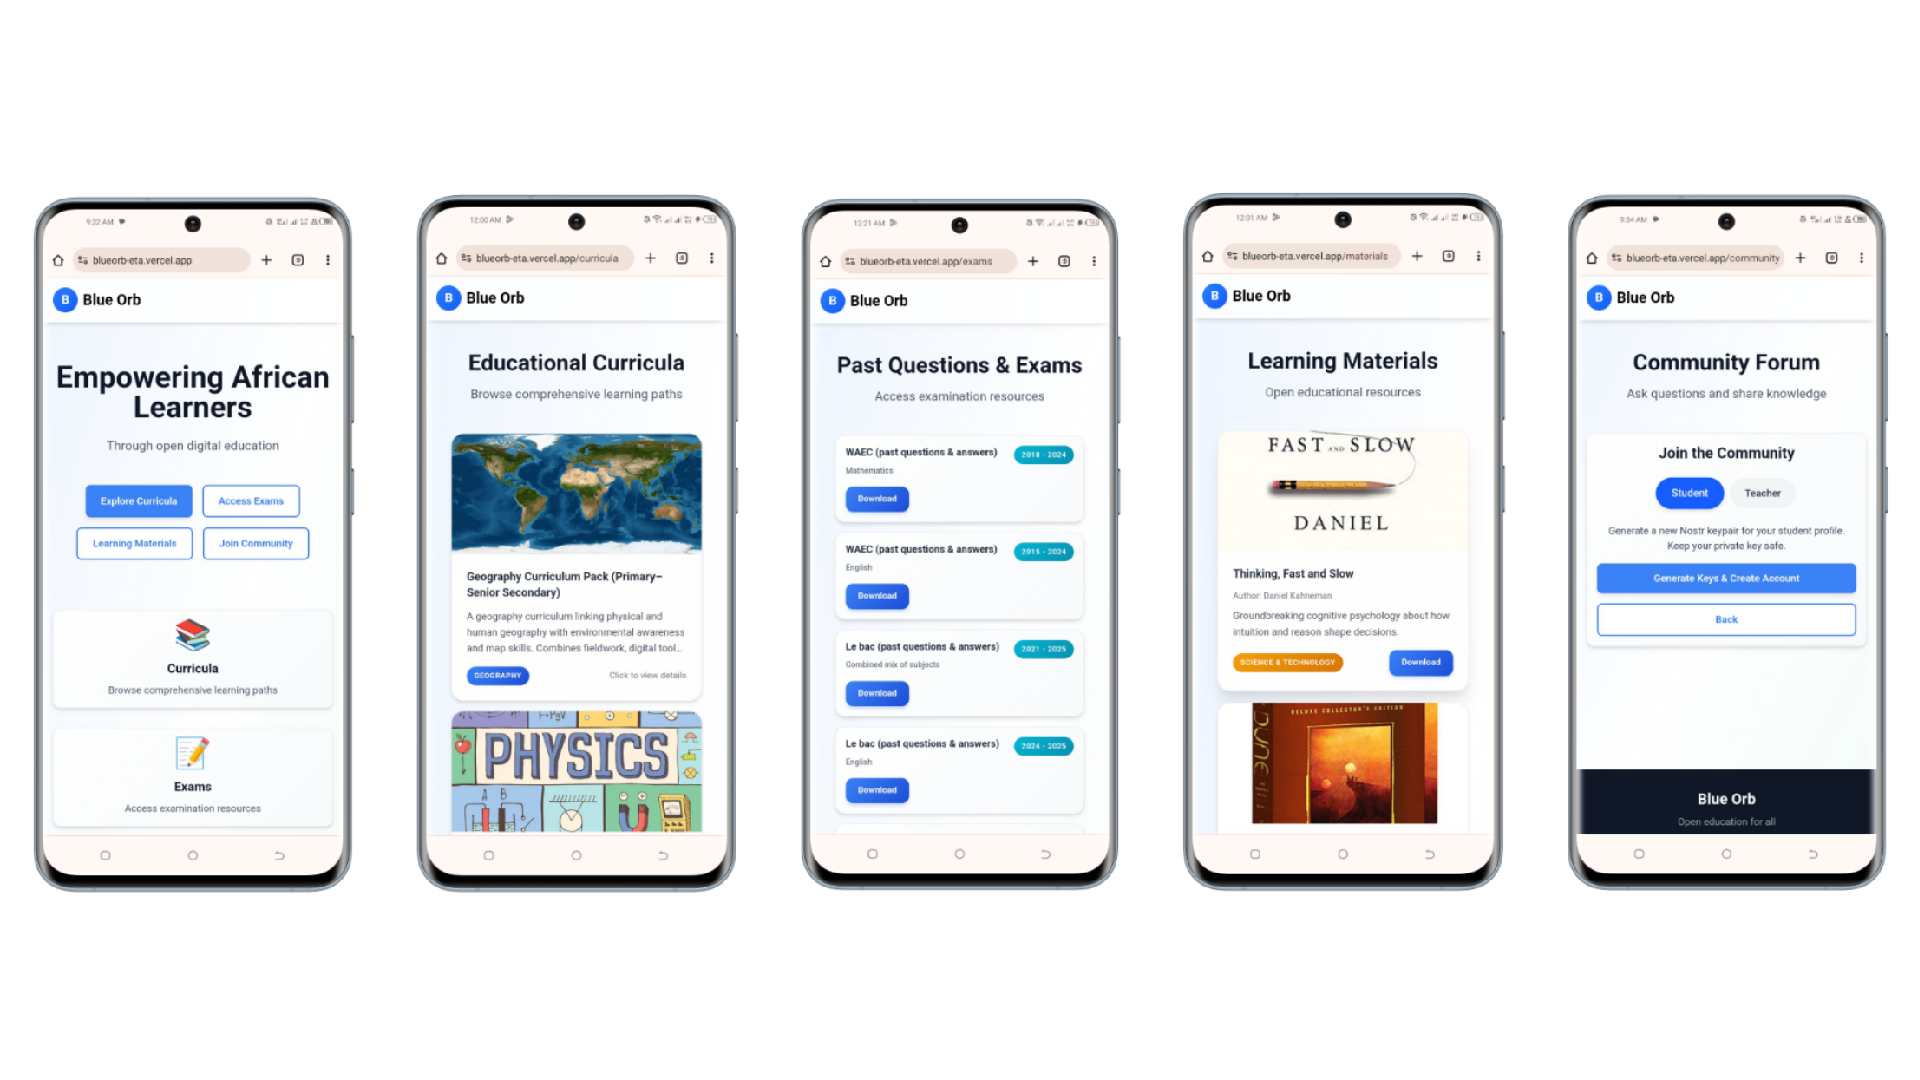 9:32 AM
blueorb-eta.vercel.app
B Blue Orb
Empowering African
Learners
Through open digital education
Explore Curricula
Access Exams
Learning Materials
Join Community
Curricula
Browse comprehensive learning paths
Exams
Access examination resources
12:00 AM
blueorb-eta.vercel.app/curricula
B Blue Orb
Educational Curricula
Browse comprehensive learning paths
Geography Curriculum Pack (Primary–
Senior Secondary)
A geography curriculum linking physical and
human geography with environmental awareness
and map skills. Combines fieldwork, digital tool...
GEOGRAPHY
Click to view details
PHYSICS
A B
12:21 AM
blueorb-eta.vercel.app/exams
B Blue Orb
Past Questions & Exams
Access examination resources
WAEC (past questions & answers)
Mathematics
2018 - 2024
Download
WAEC (past questions & answers)
English
2015 - 2024
Download
Le bac (past questions & answers)
Combined mix of subjects
2021 - 2025
Download
Le bac (past questions & answers)
English
2024 - 2025
Download
12:01 AM
blueorb-eta.vercel.app/materials
B Blue Orb
Learning Materials
Open educational resources
FAST AND SLOW
DANIEL
Thinking, Fast and Slow
Author: Daniel Kahneman
Groundbreaking cognitive psychology about how
intuition and reason shape decisions.
SCIENCE & TECHNOLOGY
Download
DELUXE COLLECTOR'S EDITION
DUNE
9:34 AM
blueorb-eta.vercel.app/community
B Blue Orb
Community Forum
Ask questions and share knowledge
Join the Community
Student
Teacher
Generate a new Nostr keypair for your student profile.
Keep your private key safe.
Generate Keys & Create Account
Back
Blue Orb
Open education for all